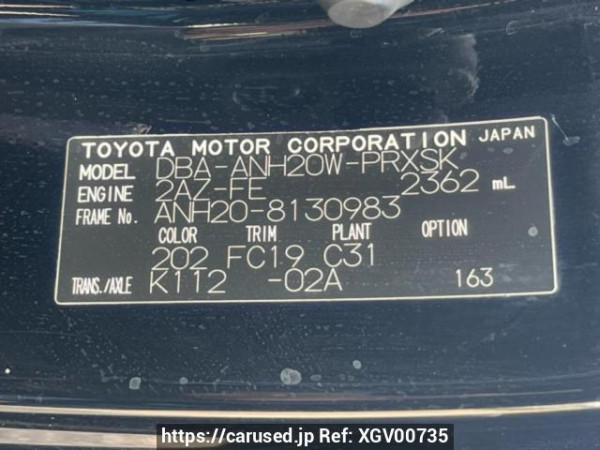 TOYOTA MOTOR CORPORATION JAPAN
MODEL DBA-ANH20W-PRXSK
ENGINE 2AZ-FE 2362 mL
FRAME No. ANH20-8130983
COLOR TRIM PLANT OPTION
202 FC19 C31
TRANS./AXLE K112 -02A 163
https://carused.jp Ref: XGV00735